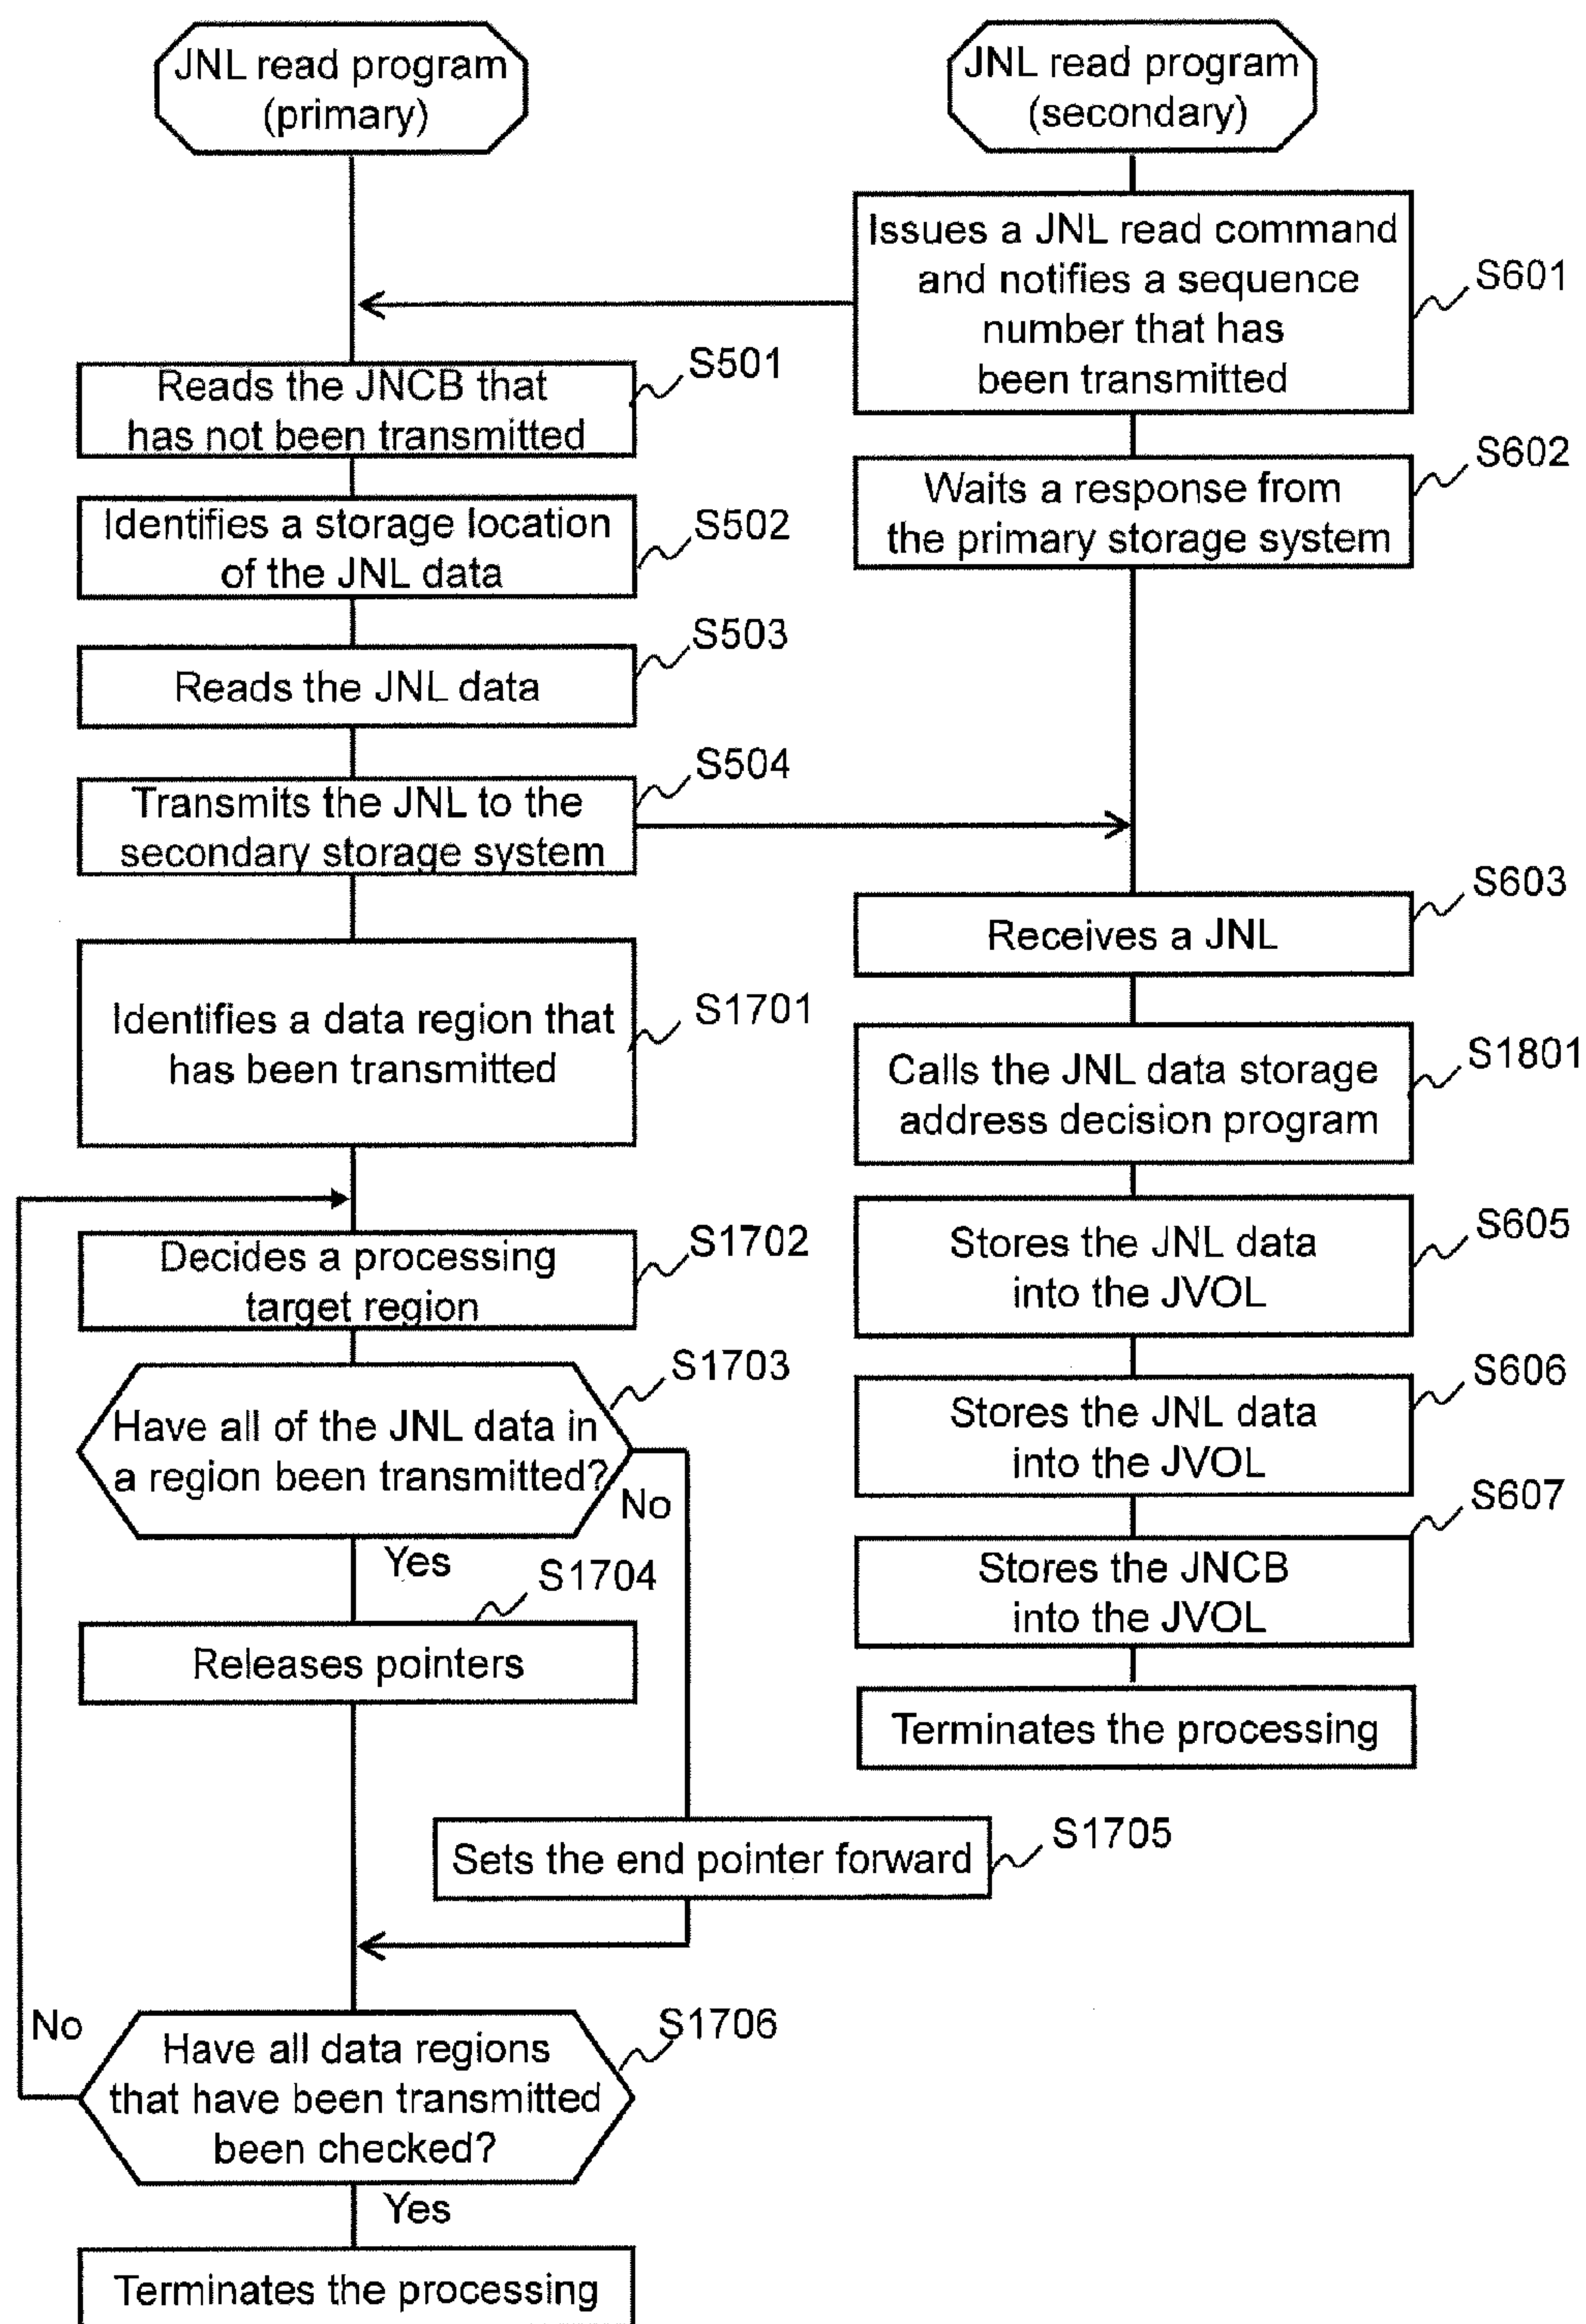 JNL read program
(primary)
JNL read program
(secondary)
Issues a JNL read command
and notifies a sequence
number that has
been transmitted
S601
Reads the JNCB that
has not been transmitted
S501
Waits a response from
the primary storage system
S602
Identifies a storage location
of the JNL data
S502
Reads the JNL data
S503
Transmits the JNL to the
secondary storage system
S504
Receives a JNL
S603
Identifies a data region that
has been transmitted
S1701
Calls the JNL data storage
address decision program
S1801
Decides a processing
target region
S1702
Stores the JNL data
into the JVOL
S605
Have all of the JNL data in
a region been transmitted?
S1703
No
Yes
Stores the JNL data
into the JVOL
S606
Stores the JNCB
into the JVOL
S607
Releases pointers
S1704
Terminates the processing
Sets the end pointer forward
S1705
No
Have all data regions
that have been transmitted
been checked?
S1706
Yes
Terminates the processing